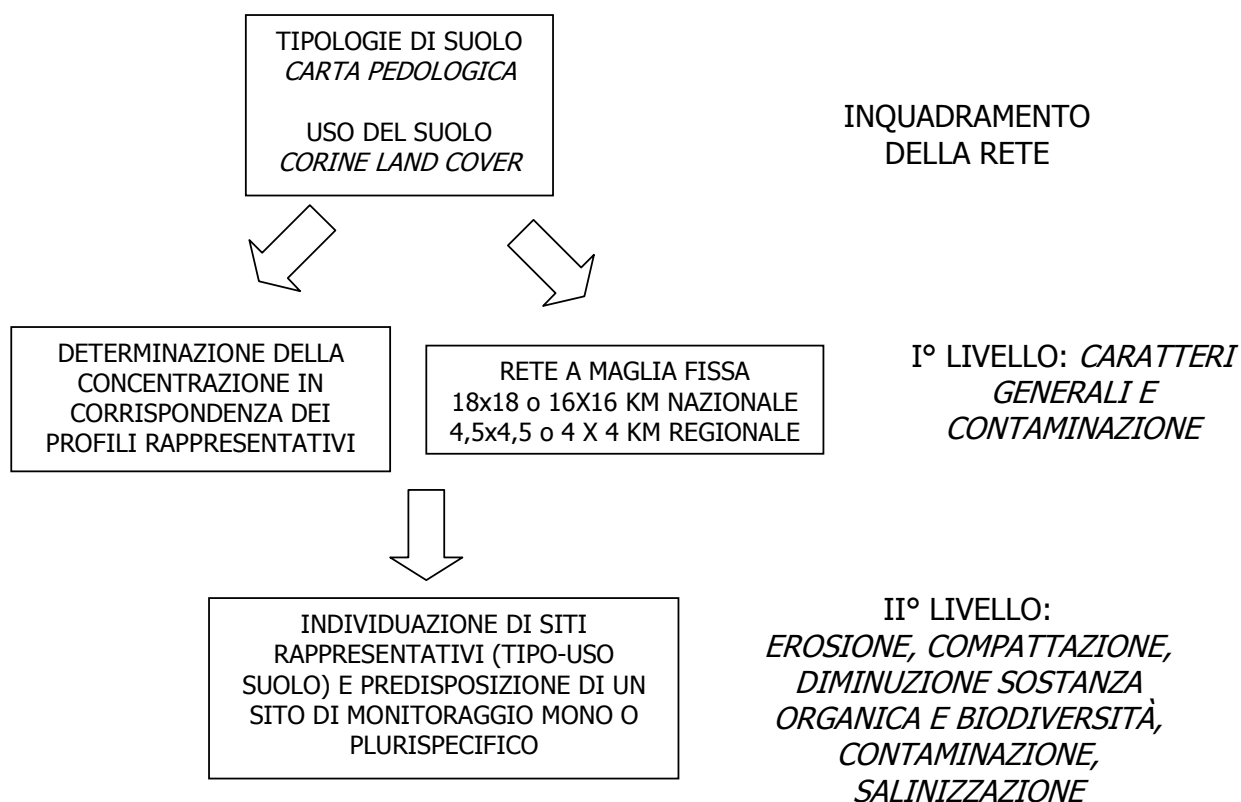 TIPOLOGIE DI SUOLO
CARTA PEDOLOGICA
USO DEL SUOLO
CORINE LAND COVER
INQUADRAMENTO
DELLA RETE
DETERMINAZIONE DELLA
CONCENTRAZIONE IN
CORRISPONDENZA DEI
PROFILI RAPPRESENTATIVI
RETE A MAGLIA FISSA
18x18 o 16X16 KM NAZIONALE
4,5x4,5 o 4 X 4 KM REGIONALE
I° LIVELLO: CARATTERI
GENERALI E
CONTAMINAZIONE
INDIVIDUAZIONE DI SITI
RAPPRESENTATIVI (TIPO-USO
SUOLO) E PREDISPOSIZIONE DI UN
SITO DI MONITORAGGIO MONO O
PLURISPECIFICO
II° LIVELLO:
EROSIONE, COMPATTAZIONE,
DIMINUZIONE SOSTANZA
ORGANICA E BIODIVERSITÀ,
CONTAMINAZIONE,
SALINIZZAZIONE